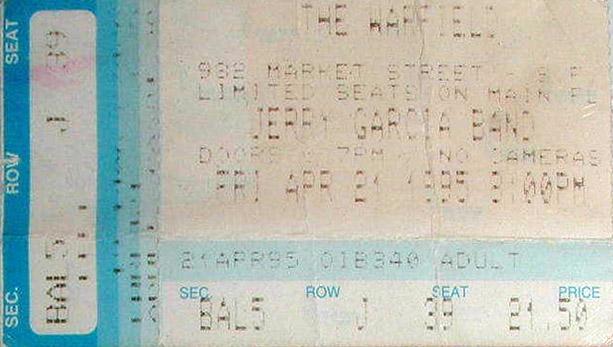 THE WARFIELD
982 MARKET STREET - S F
LIMITED SEATS ON MAIN FL
JERRY GARCIA BAND
DOORS 7PM NO CAMERAS
FRI APR 21 1995 8:00PM
21APR95 01B340 ADULT
SEC. ROW SEAT PRICE
BAL5 J 39 21.50
SEC. ROW SEAT
BAL5 J 39